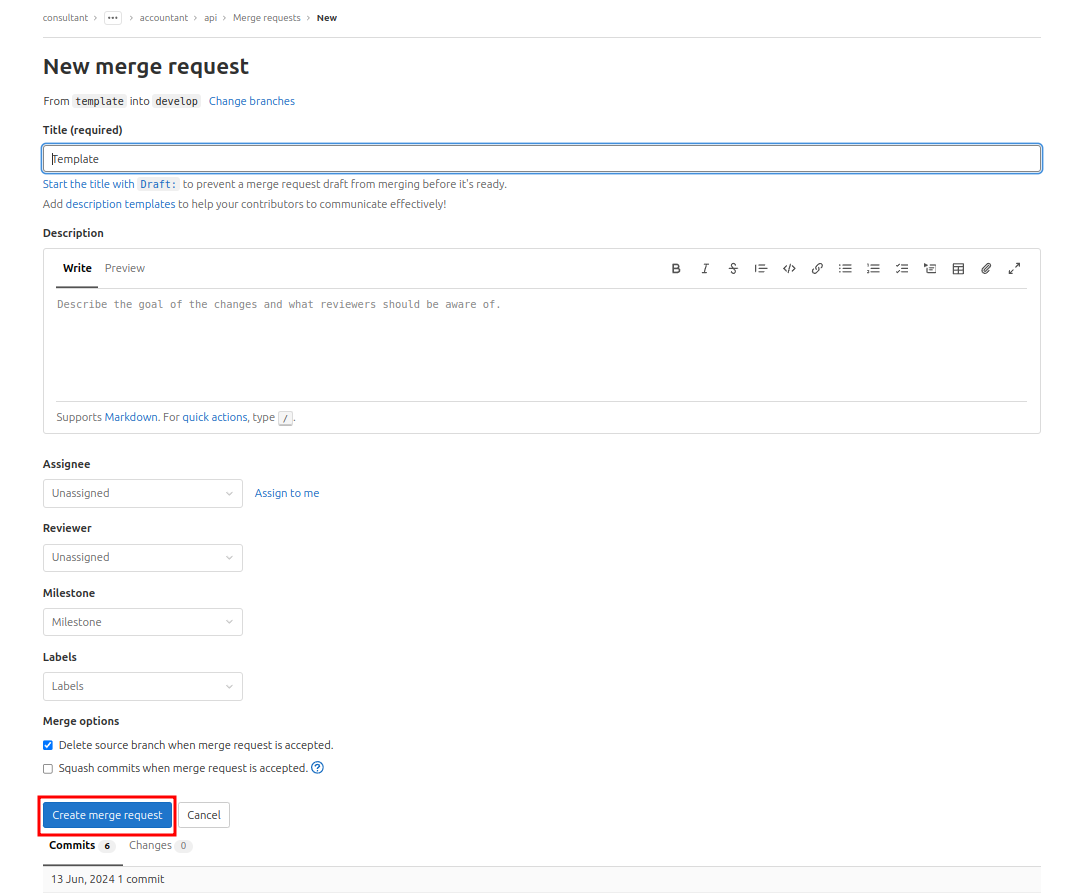 consultant > ··· > accountant > api > Merge requests > New
New merge request
From template into develop Change branches
Title (required)
Template
Start the title with Draft: to prevent a merge request draft from merging before it's ready.
Add description templates to help your contributors to communicate effectively!
Description
Write Preview
Describe the goal of the changes and what reviewers should be aware of.
Supports Markdown. For quick actions, type /.
Assignee
Unassigned Assign to me
Reviewer
Unassigned
Milestone
Milestone
Labels
Labels
Merge options
Delete source branch when merge request is accepted.
Squash commits when merge request is accepted. ?
Create merge request Cancel
Commits 6 Changes 0
13 Jun, 2024 1 commit